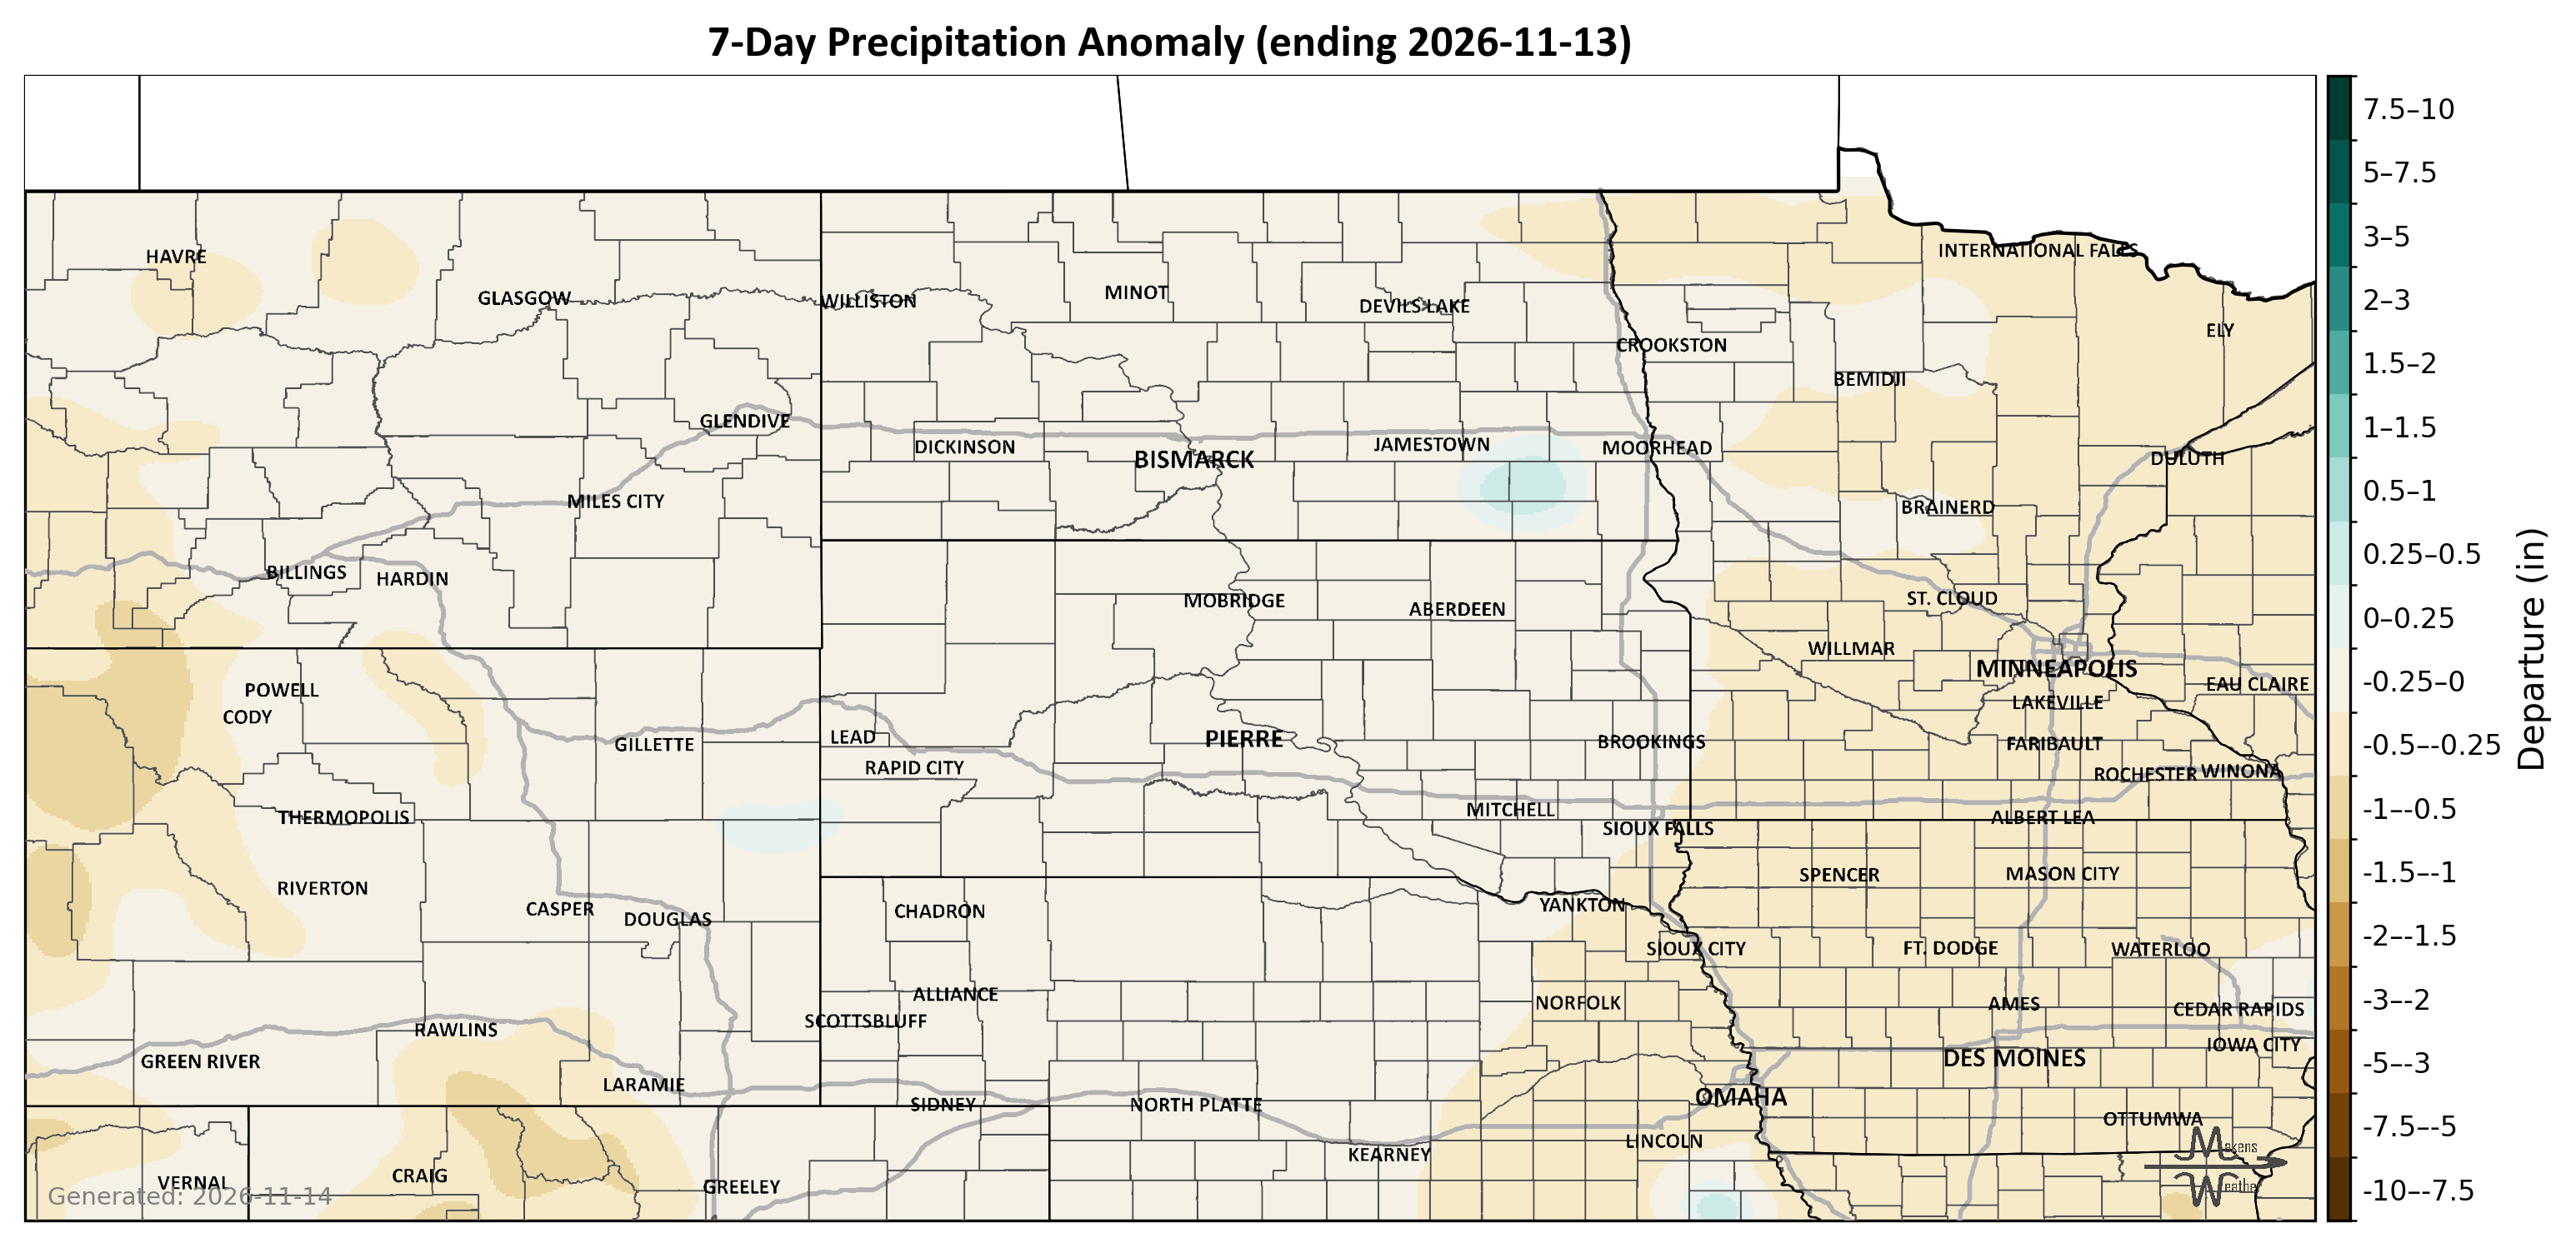 7-Day Precipitation Anomaly (ending 2026-11-13)
HAVRE
GLASGOW
WILLISTON
MINOT
DEVILS LAKE
INTERNATIONAL FALLS
ELY
CROOKSTON
BEMIDJI
GLENDIVE
DICKINSON
BISMARCK
JAMESTOWN
MOORHEAD
DULUTH
MILES CITY
BRAINERD
BILLINGS
HARDIN
MOBRIDGE
ABERDEEN
ST. CLOUD
WILLMAR
MINNEAPOLIS
EAU CLAIRE
POWELL
CODY
LAKEVILLE
GILLETTE
LEAD
PIERRE
BROOKINGS
FARIBAULT
RAPID CITY
ROCHESTER
WINONA
THERMOPOLIS
MITCHELL
SIOUX FALLS
ALBERT LEA
RIVERTON
SPENCER
MASON CITY
CASPER
DOUGLAS
CHADRON
YANKTON
SIOUX CITY
FT. DODGE
WATERLOO
ALLIANCE
NORFOLK
AMES
CEDAR RAPIDS
SCOTTSBLUFF
RAWLINS
GREEN RIVER
IOWA CITY
DES MOINES
LARAMIE
SIDNEY
NORTH PLATTE
OMAHA
OTTUMWA
LINCOLN
KEARNEY
VERNAL
CRAIG
GREELEY
Generated: 2026-11-14
Makens
Weather
7.5–10
5–7.5
3–5
2–3
1.5–2
1–1.5
0.5–1
0.25–0.5
0–0.25
-0.25–0
-0.5–-0.25
-1–-0.5
-1.5–-1
-2–-1.5
-3–-2
-5–-3
-7.5–-5
-10–-7.5
Departure (in)